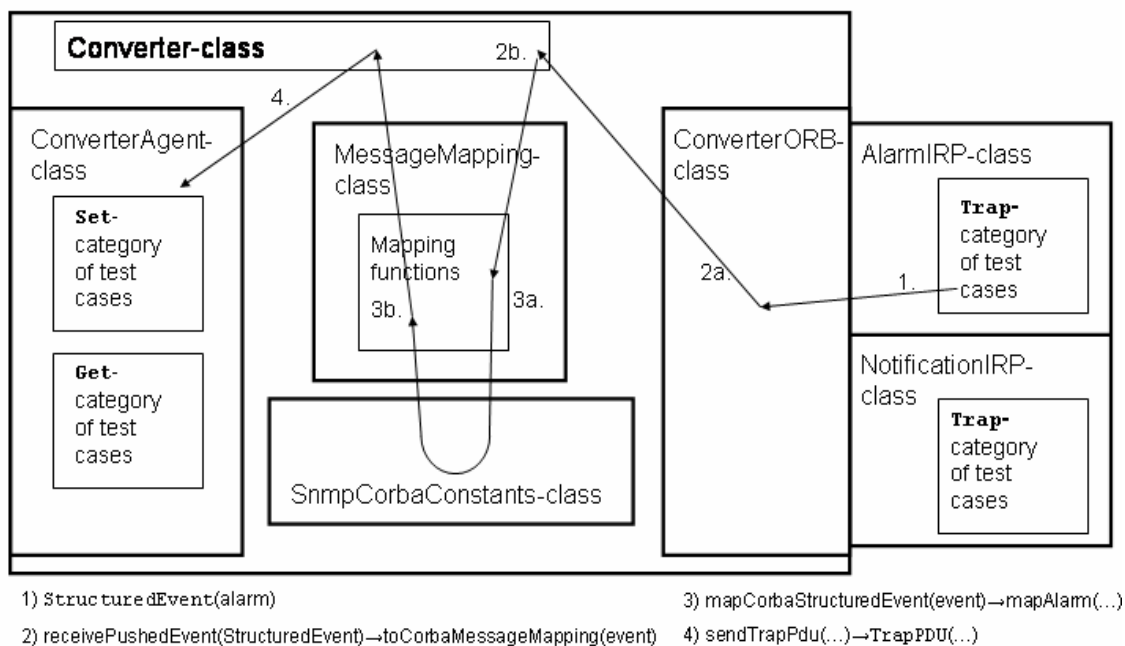 Converter-class
2b.
4.
ConverterAgent-
class
Set-
category
of test
cases
Get-
category
of test
cases
MessageMapping-
class
Mapping
functions
3b.
3a.
SnmpCorbaConstants-class
ConverterORB-
class
2a.
1.
AlarmIRP-class
Trap-
category
of test
cases
NotificationIRP-
class
Trap-
category
of test
cases
1) StructuredEvent(alarm)
2) receivePushedEvent(StructuredEvent)→toCorbaMessageMapping(event)
3) mapCorbaStructuredEvent(event)→mapAlarm(...)
4) sendTrapPdu(...)→TrapPDU(...)